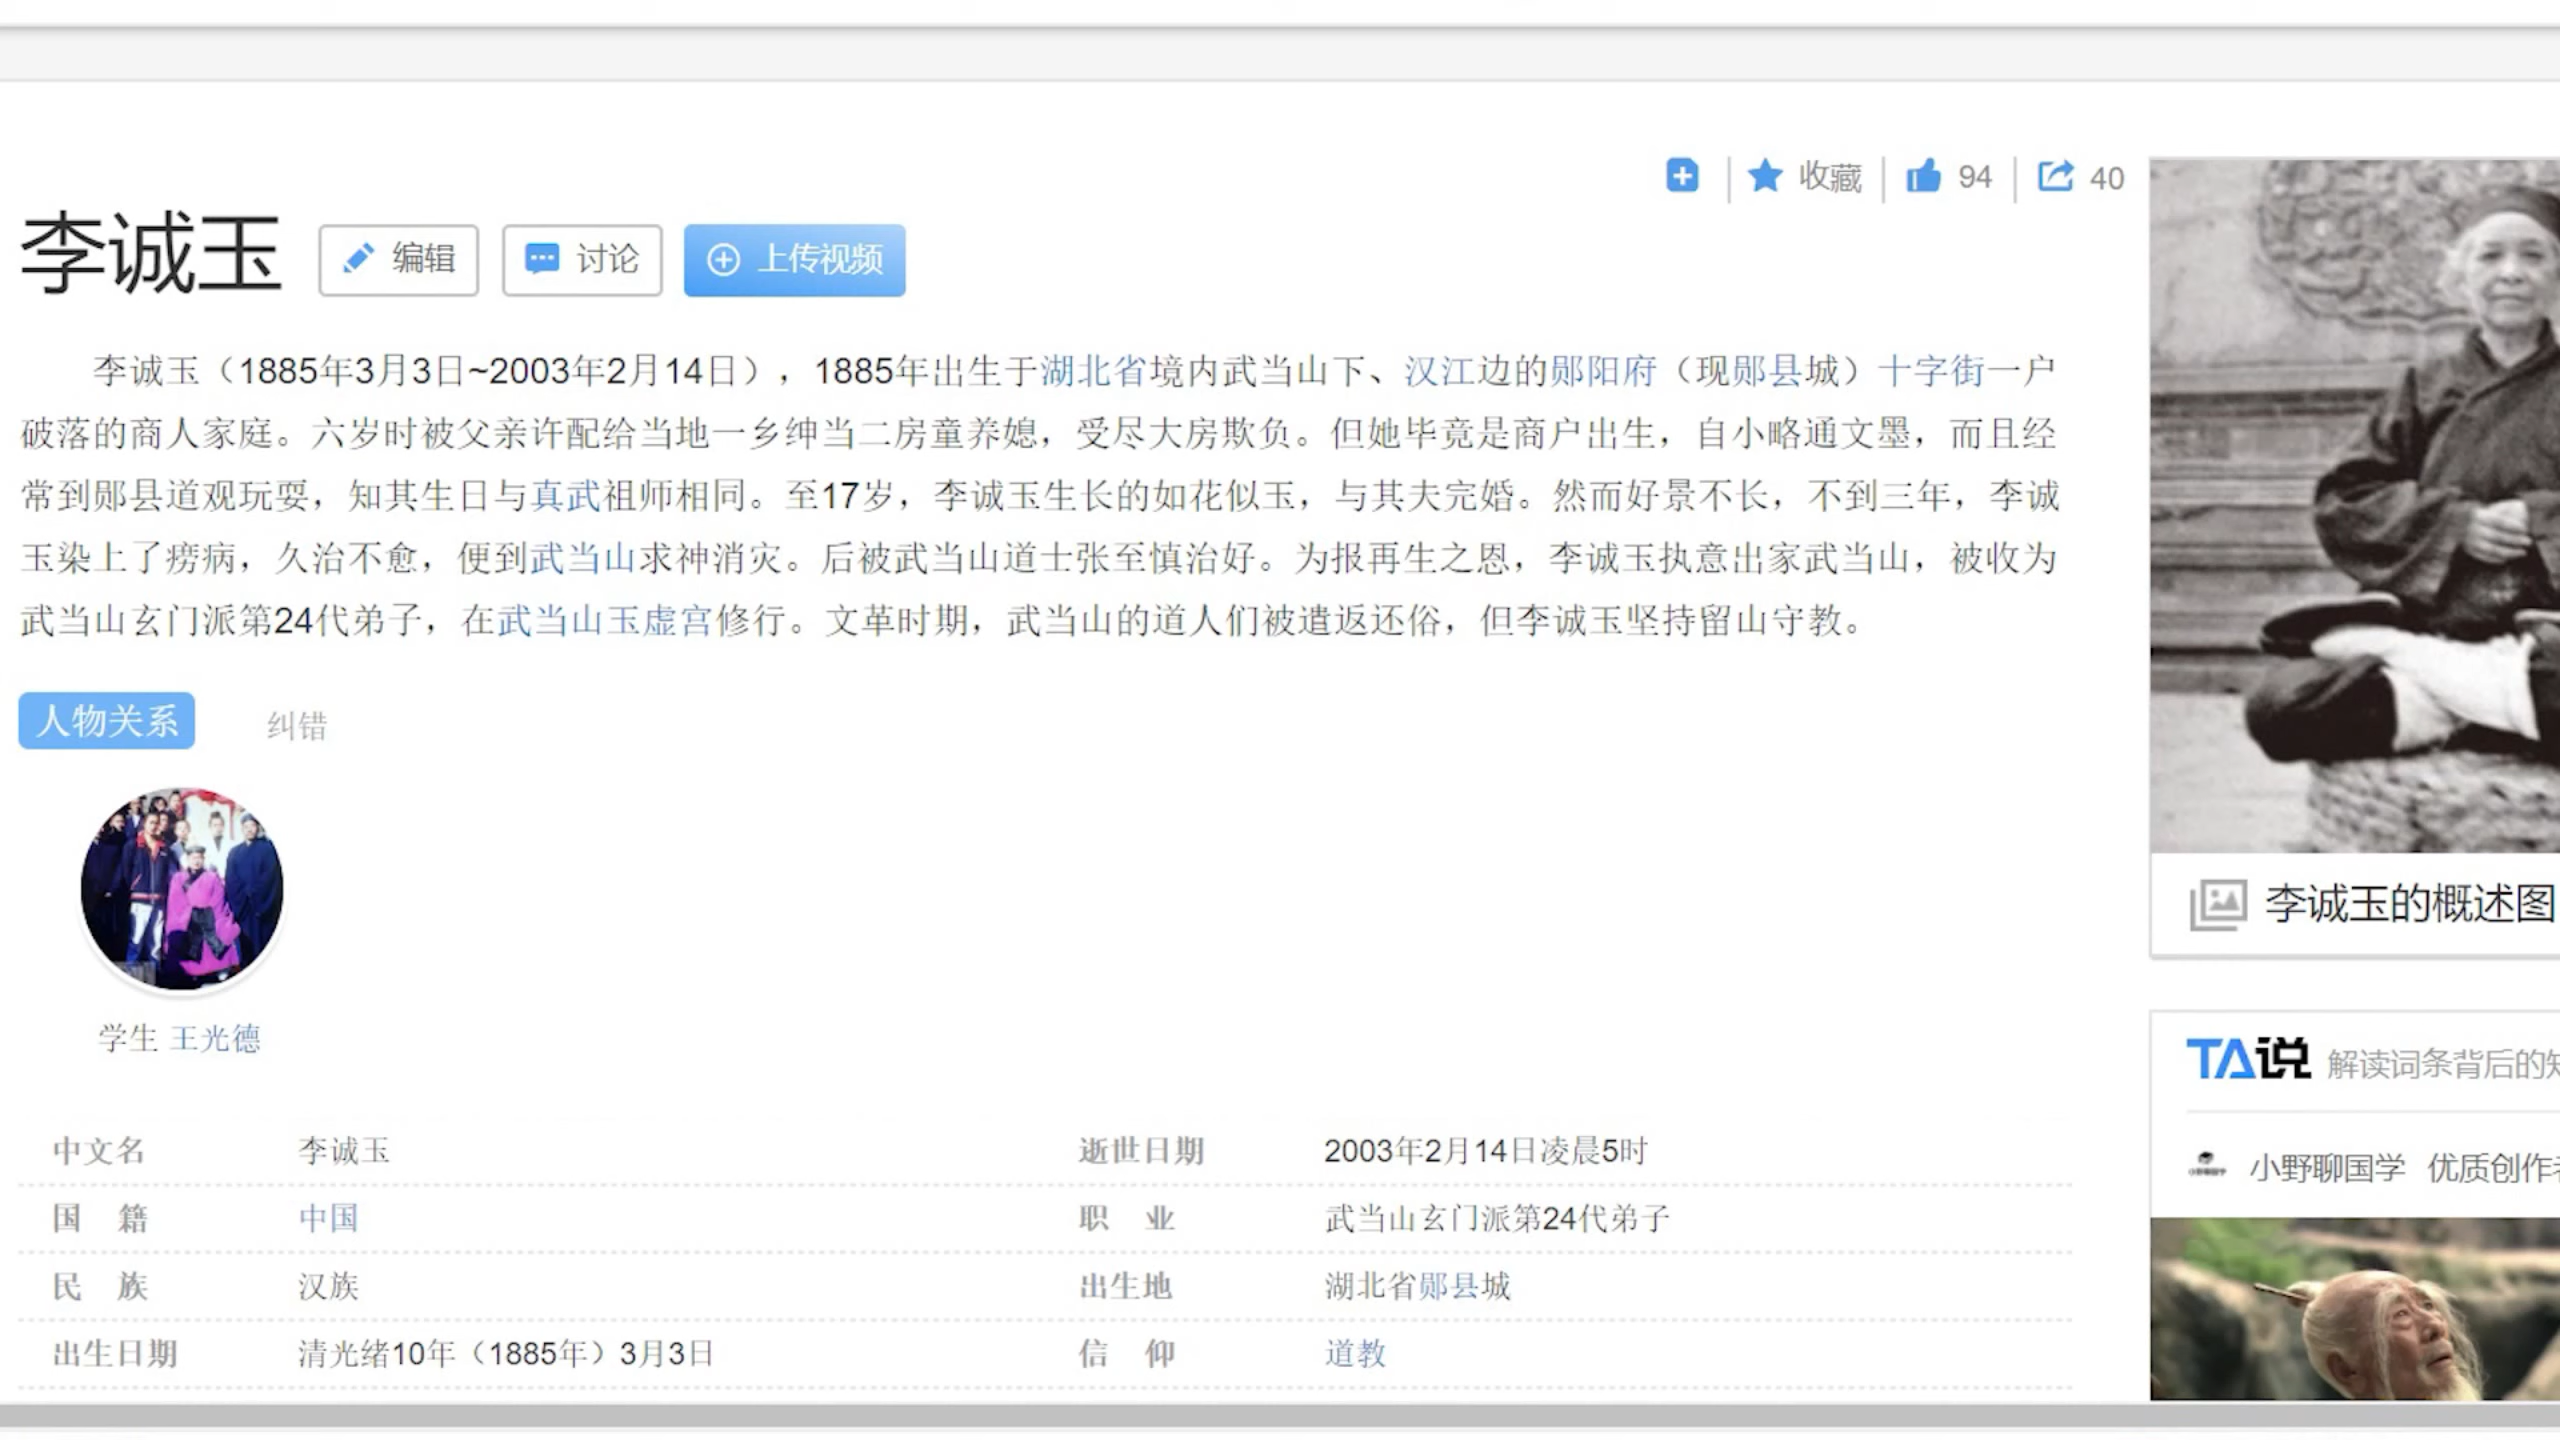 收藏 94 40
李诚玉 编辑 讨论 上传视频
李诚玉（1885年3月3日~2003年2月14日），1885年出生于湖北省境内武当山下、汉江边的郧阳府（现郧县城）十字街一户
破落的商人家庭。六岁时被父亲许配给当地一乡绅当二房童养媳，受尽大房欺负。但她毕竟是商户出生，自小略通文墨，而且经
常到郧县道观玩耍，知其生日与真武祖师相同。至17岁，李诚玉生长的如花似玉，与其夫完婚。然而好景不长，不到三年，李诚
玉染上了痨病，久治不愈，便到武当山求神消灾。后被武当山道士张至慎治好。为报再生之恩，李诚玉执意出家武当山，被收为
武当山玄门派第24代弟子，在武当山玉虚宫修行。文革时期，武当山的道人们被遣返还俗，但李诚玉坚持留山守教。
人物关系 纠错
学生 王光德
李诚玉的概述图
TA说 解读词条背后的
小野聊国学 优质创作
中文名 李诚玉
国 籍 中国
民 族 汉族
出生日期 清光绪10年（1885年）3月3日
逝世日期 2003年2月14日凌晨5时
职 业 武当山玄门派第24代弟子
出生地 湖北省郧县城
信 仰 道教